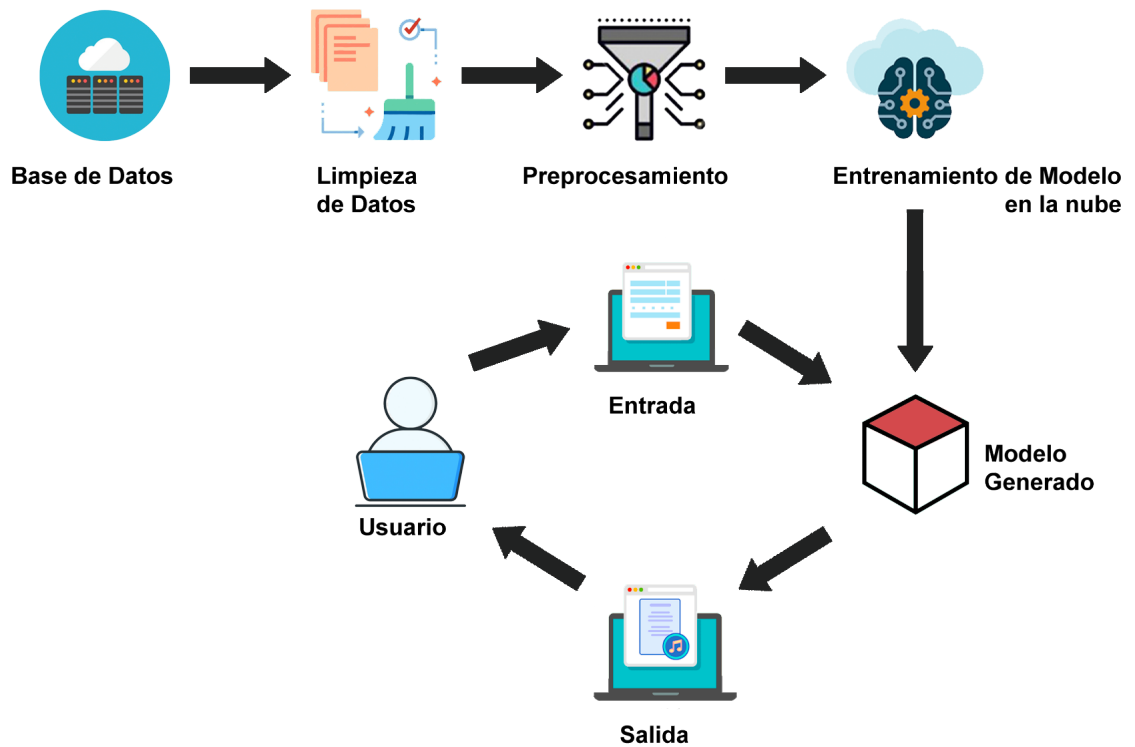 Base de Datos
Limpieza
de Datos
Preprocesamiento
Entrenamiento de Modelo
en la nube
Entrada
Modelo
Generado
Usuario
Salida